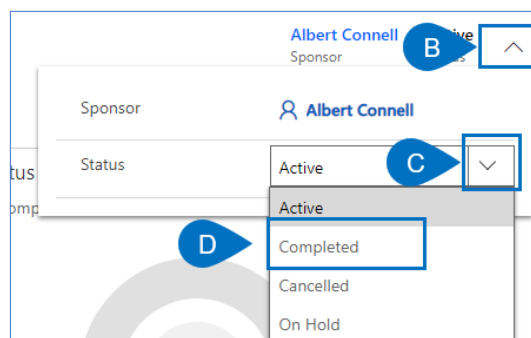 Albert Connell
B
Sponsor
Sponsor
Albert Connell
Status
Active
C
Active
D
Completed
Cancelled
On Hold